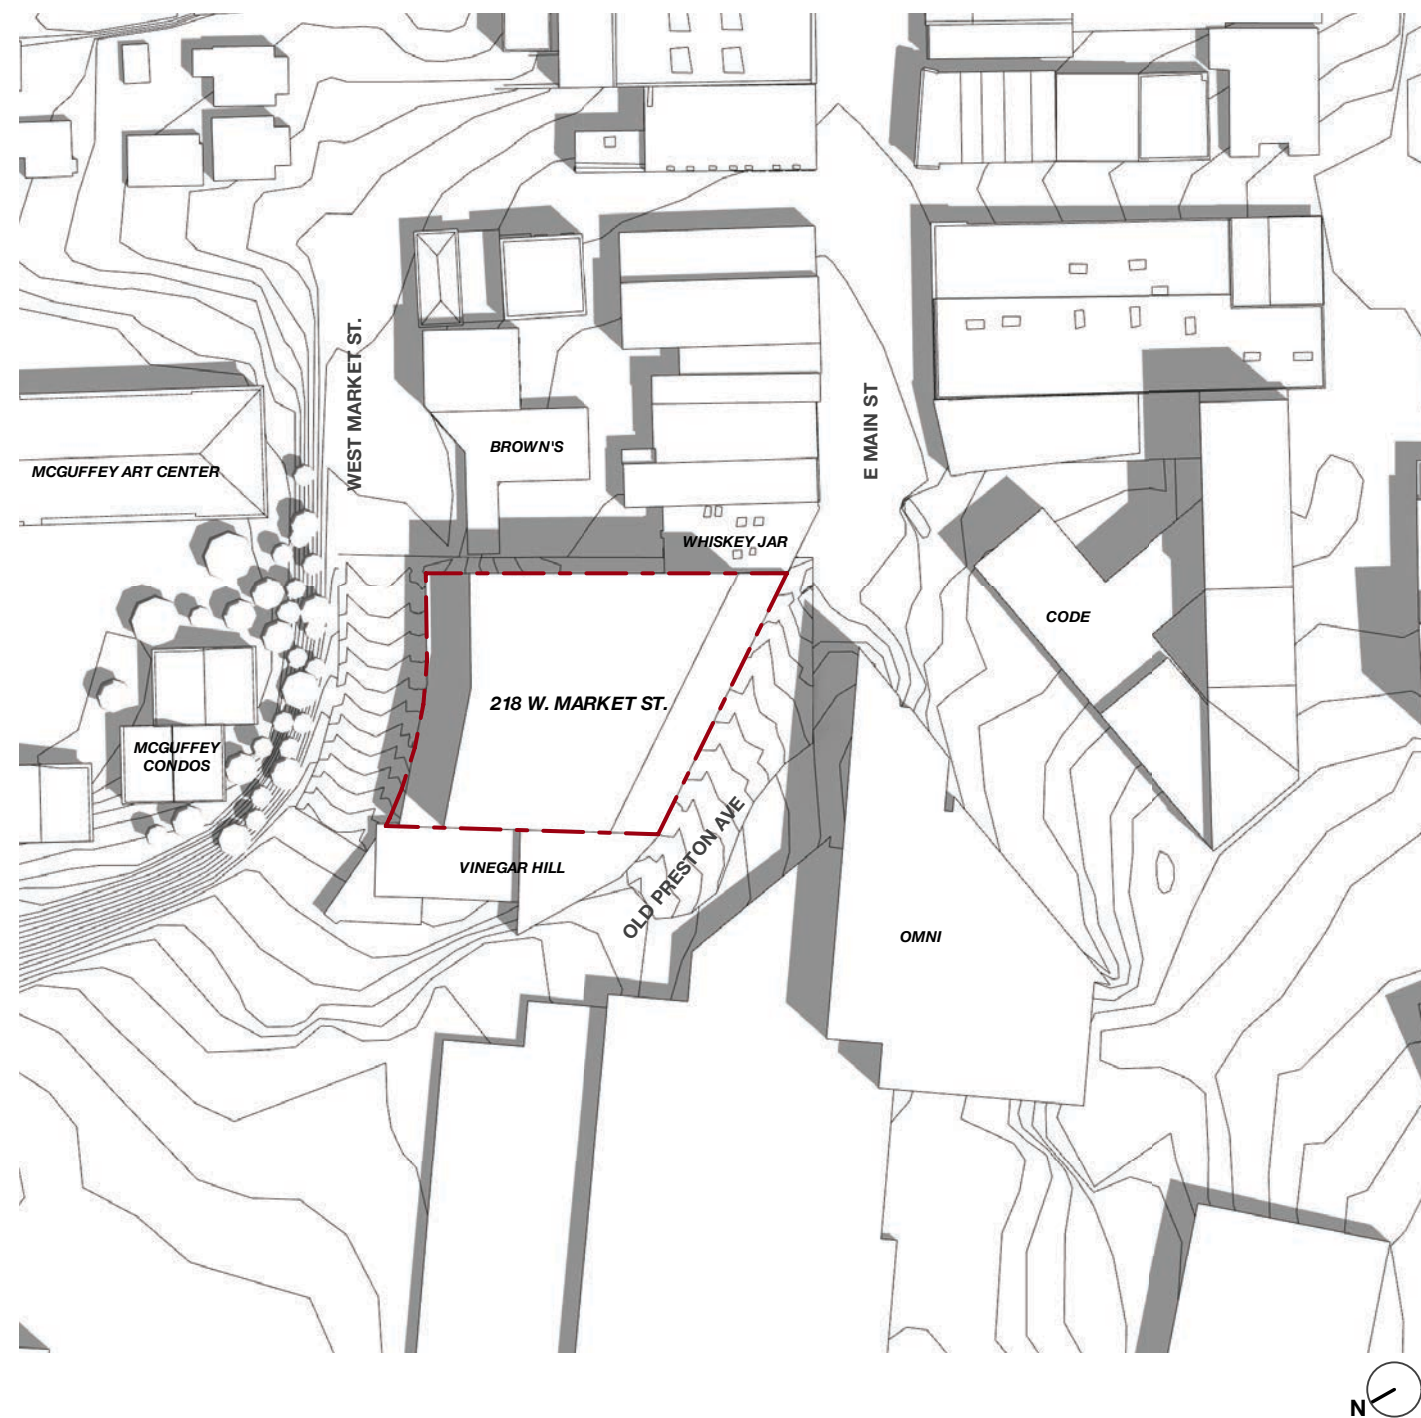 WEST MARKET ST.
E MAIN ST
BROWN'S
MCGUFFEY ART CENTER
WHISKEY JAR
CODE
218 W. MARKET ST.
MCGUFFEY
CONDOS
VINEGAR HILL
OLD PRESTON AVE
OMNI
N